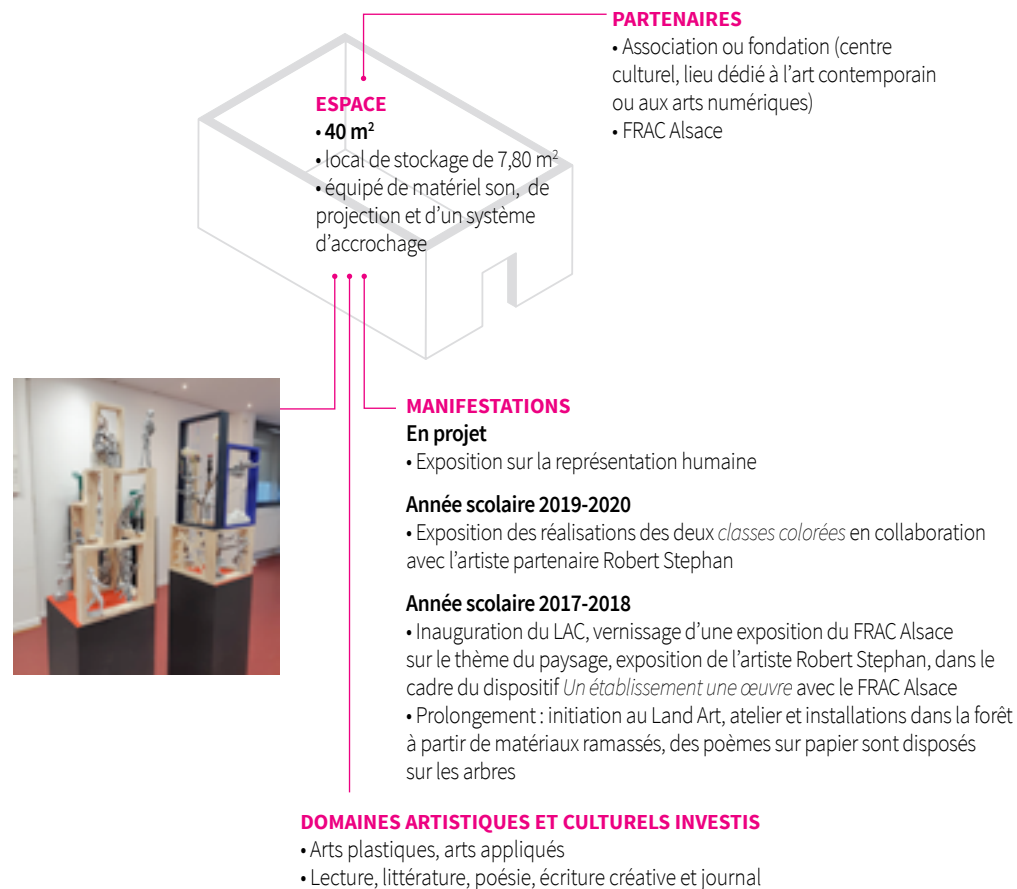 PARTENAIRES
• Association ou fondation (centre
culturel, lieu dédié à l’art contemporain
ou aux arts numériques)
• FRAC Alsace
ESPACE
• 40 m²
• local de stockage de 7,80 m²
• équipé de matériel son, de
projection et d’un système
d’accrochage
MANIFESTATIONS
En projet
• Exposition sur la représentation humaine
Année scolaire 2019-2020
• Exposition des réalisations des deux classes colorées en collaboration
avec l’artiste partenaire Robert Stephan
Année scolaire 2017-2018
• Inauguration du LAC, vernissage d’une exposition du FRAC Alsace
sur le thème du paysage, exposition de l’artiste Robert Stephan, dans le
cadre du dispositif Un établissement une œuvre avec le FRAC Alsace
• Prolongement : initiation au Land Art, atelier et installations dans la forêt
à partir de matériaux ramassés, des poèmes sur papier sont disposés
sur les arbres
DOMAINES ARTISTIQUES ET CULTURELS INVESTIS
• Arts plastiques, arts appliqués
• Lecture, littérature, poésie, écriture créative et journal